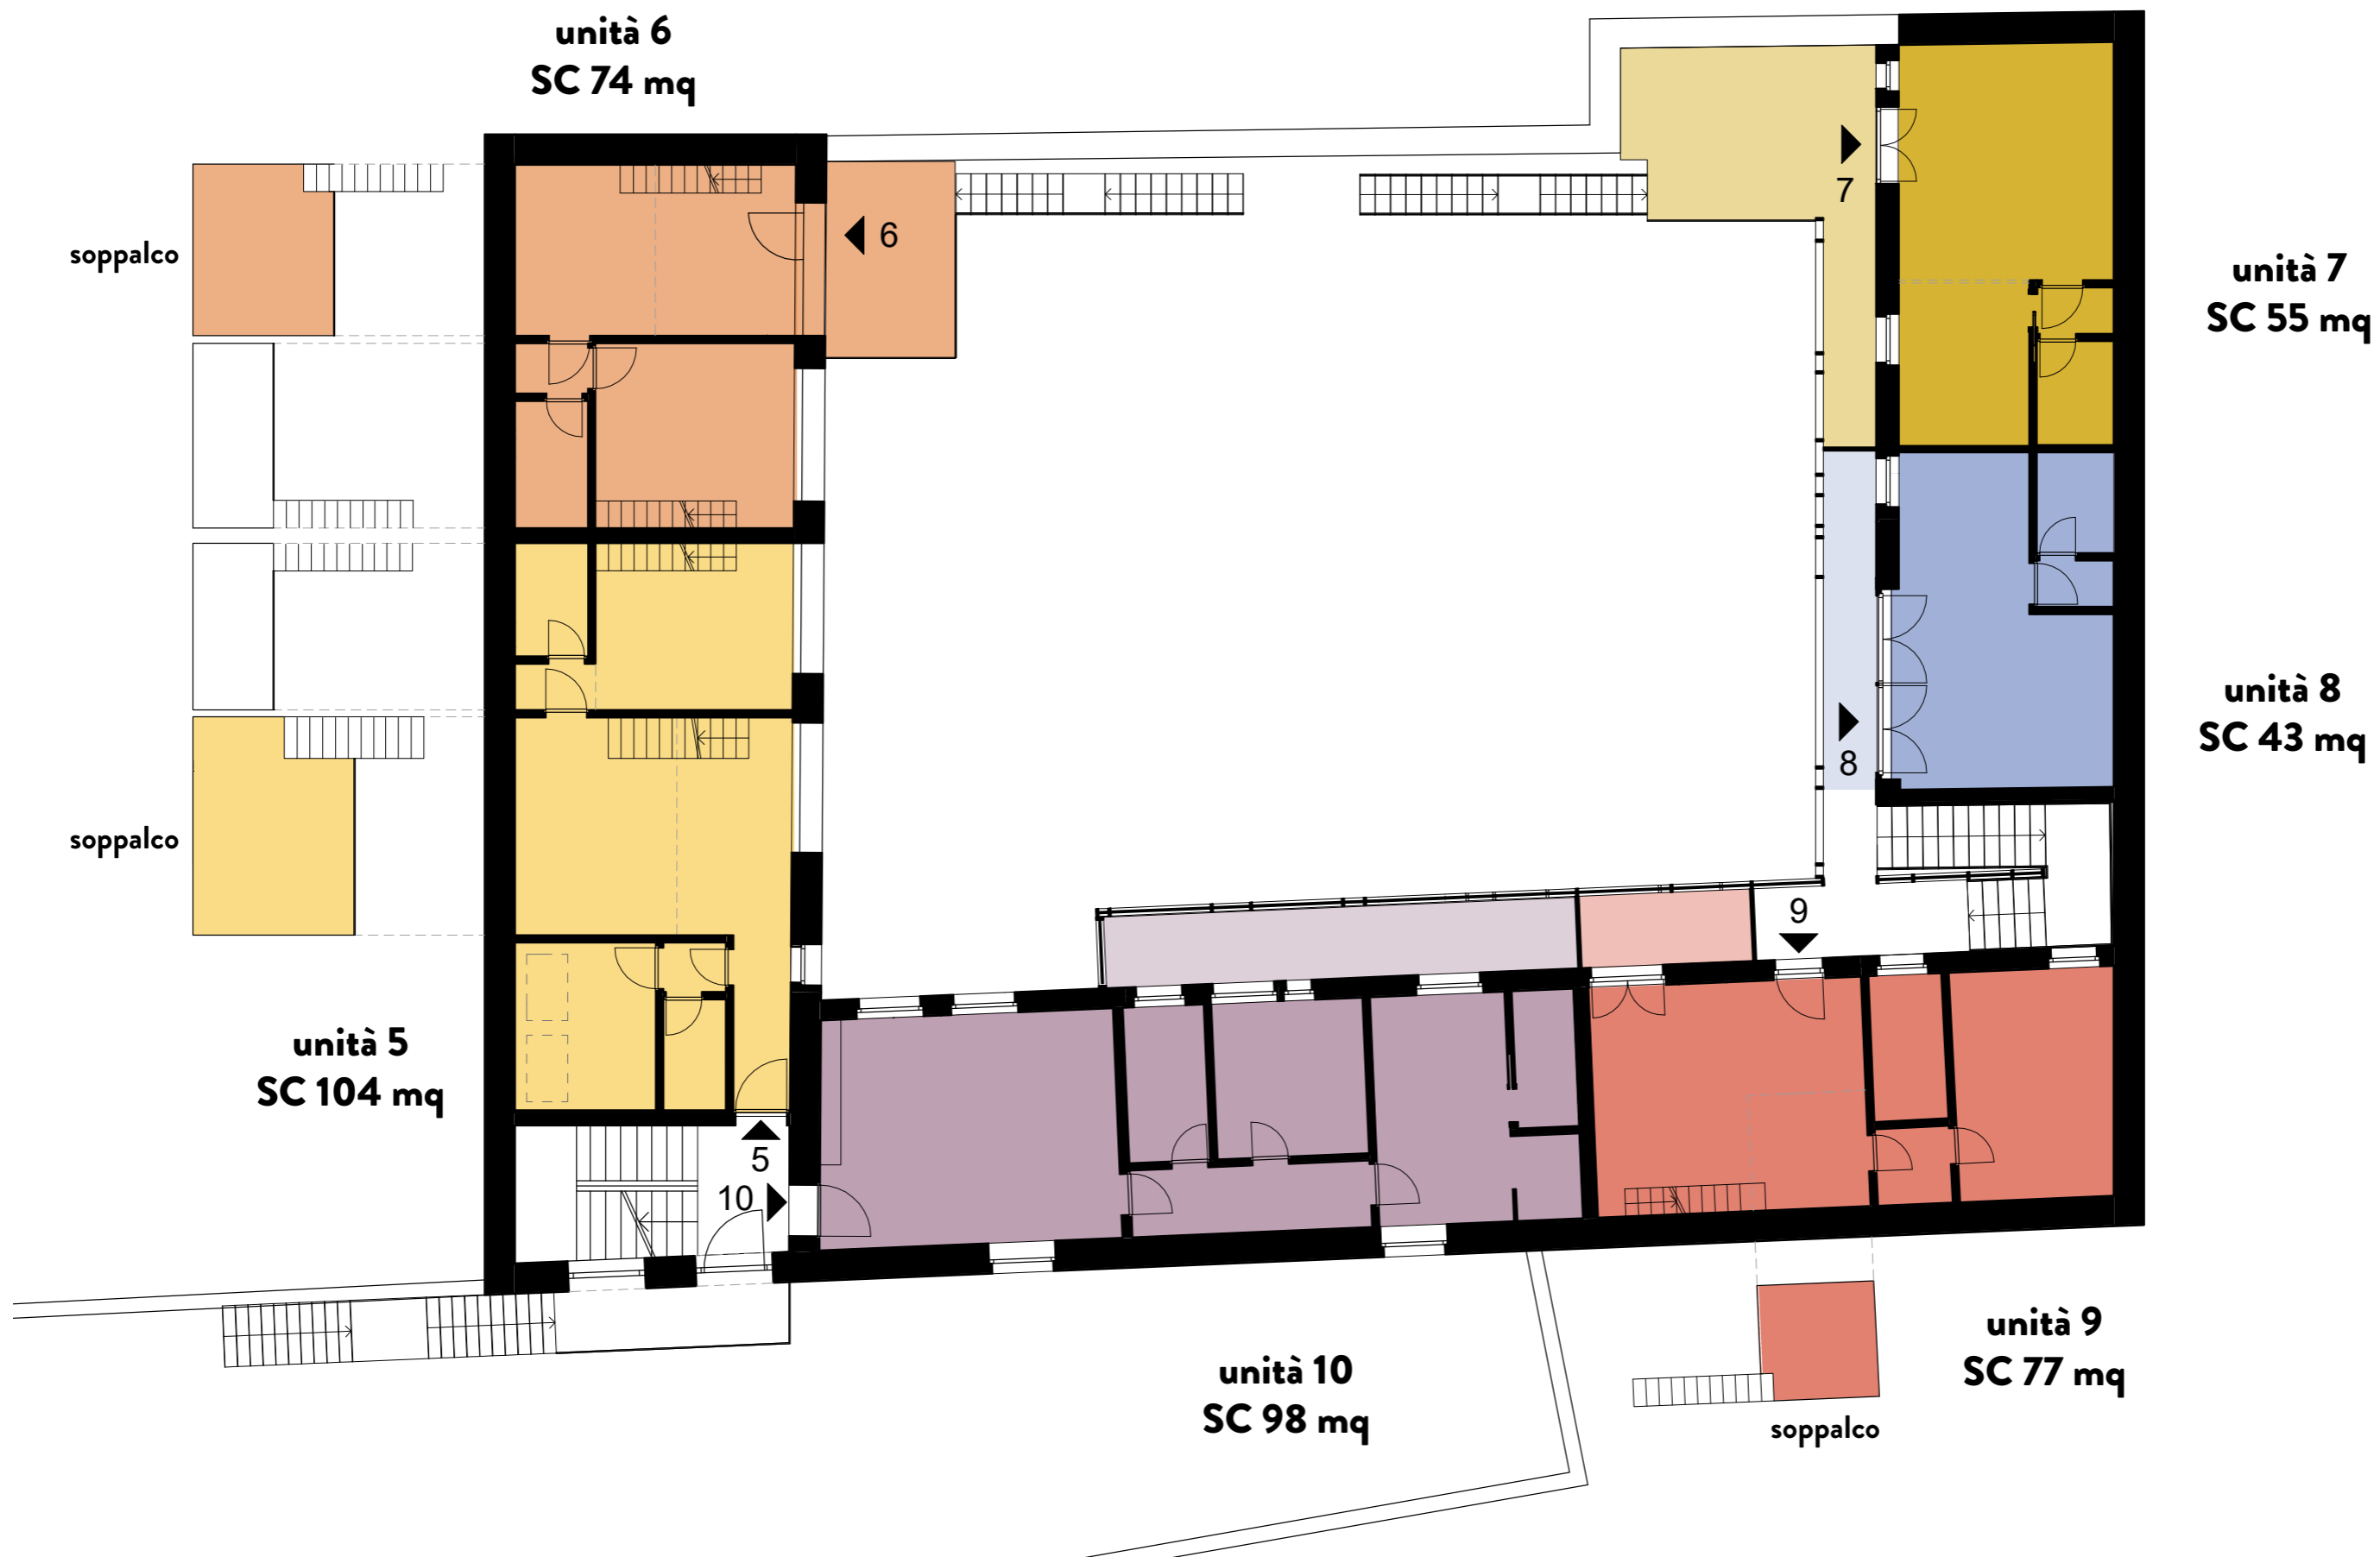 unità 6
SC 74 mq
7
6
soppalco
unità 7
SC 55 mq
unità 8
SC 43 mq
8
soppalco
9
unità 5
SC 104 mq
5
10
unità 9
SC 77 mq
unità 10
SC 98 mq
soppalco